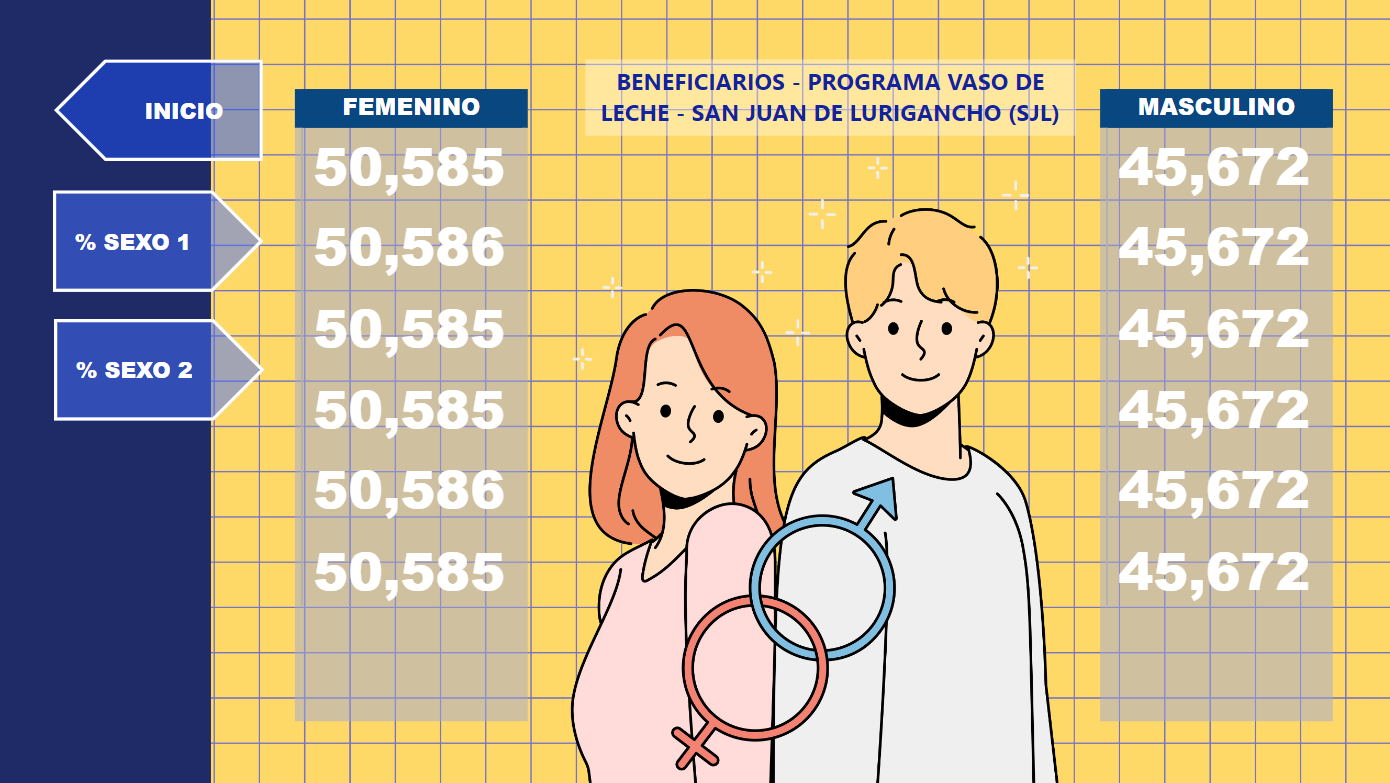 INICIO
% SEXO 1
% SEXO 2
FEMENINO
50,585
50,586
50,585
50,585
50,586
50,585
BENEFICIARIOS - PROGRAMA VASO DE
LECHE - SAN JUAN DE LURIGANCHO (SJL)
MASCULINO
45,672
45,672
45,672
45,672
45,672
45,672